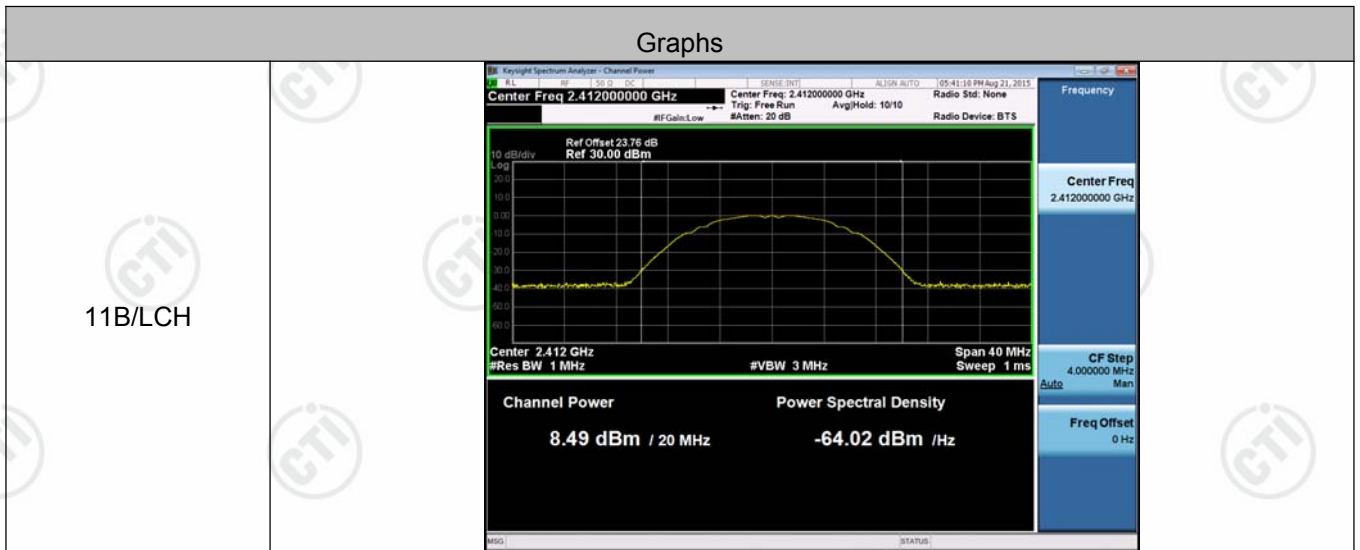 Graphs
11B/LCH
Keysight Spectrum Analyzer - Channel Power
RL RF 50 Ω DC SENSE:INT ALIGN AUTO 05:41:10 PM Aug 21, 2015
Center Freq 2.412000000 GHz
Center Freq: 2.412000000 GHz
Radio Std: None
Trig: Free Run Avg|Hold: 10/10
#IFGain:Low
#Atten: 20 dB
Radio Device: BTS
Ref Offset 23.76 dB
10 dB/div Ref 30.00 dBm
Log
20.0
10.0
0.00
-10.0
-20.0
-30.0
-40.0
-50.0
-60.0
Center 2.412 GHz Span 40 MHz
#Res BW 1 MHz #VBW 3 MHz Sweep 1 ms
Channel Power Power Spectral Density
8.49 dBm / 20 MHz -64.02 dBm /Hz
Frequency
Center Freq
2.412000000 GHz
CF Step
4.000000 MHz
Auto Man
Freq Offset
0 Hz
MSG STATUS
CTI
CTI
CTI
CTI
CTI
CTI